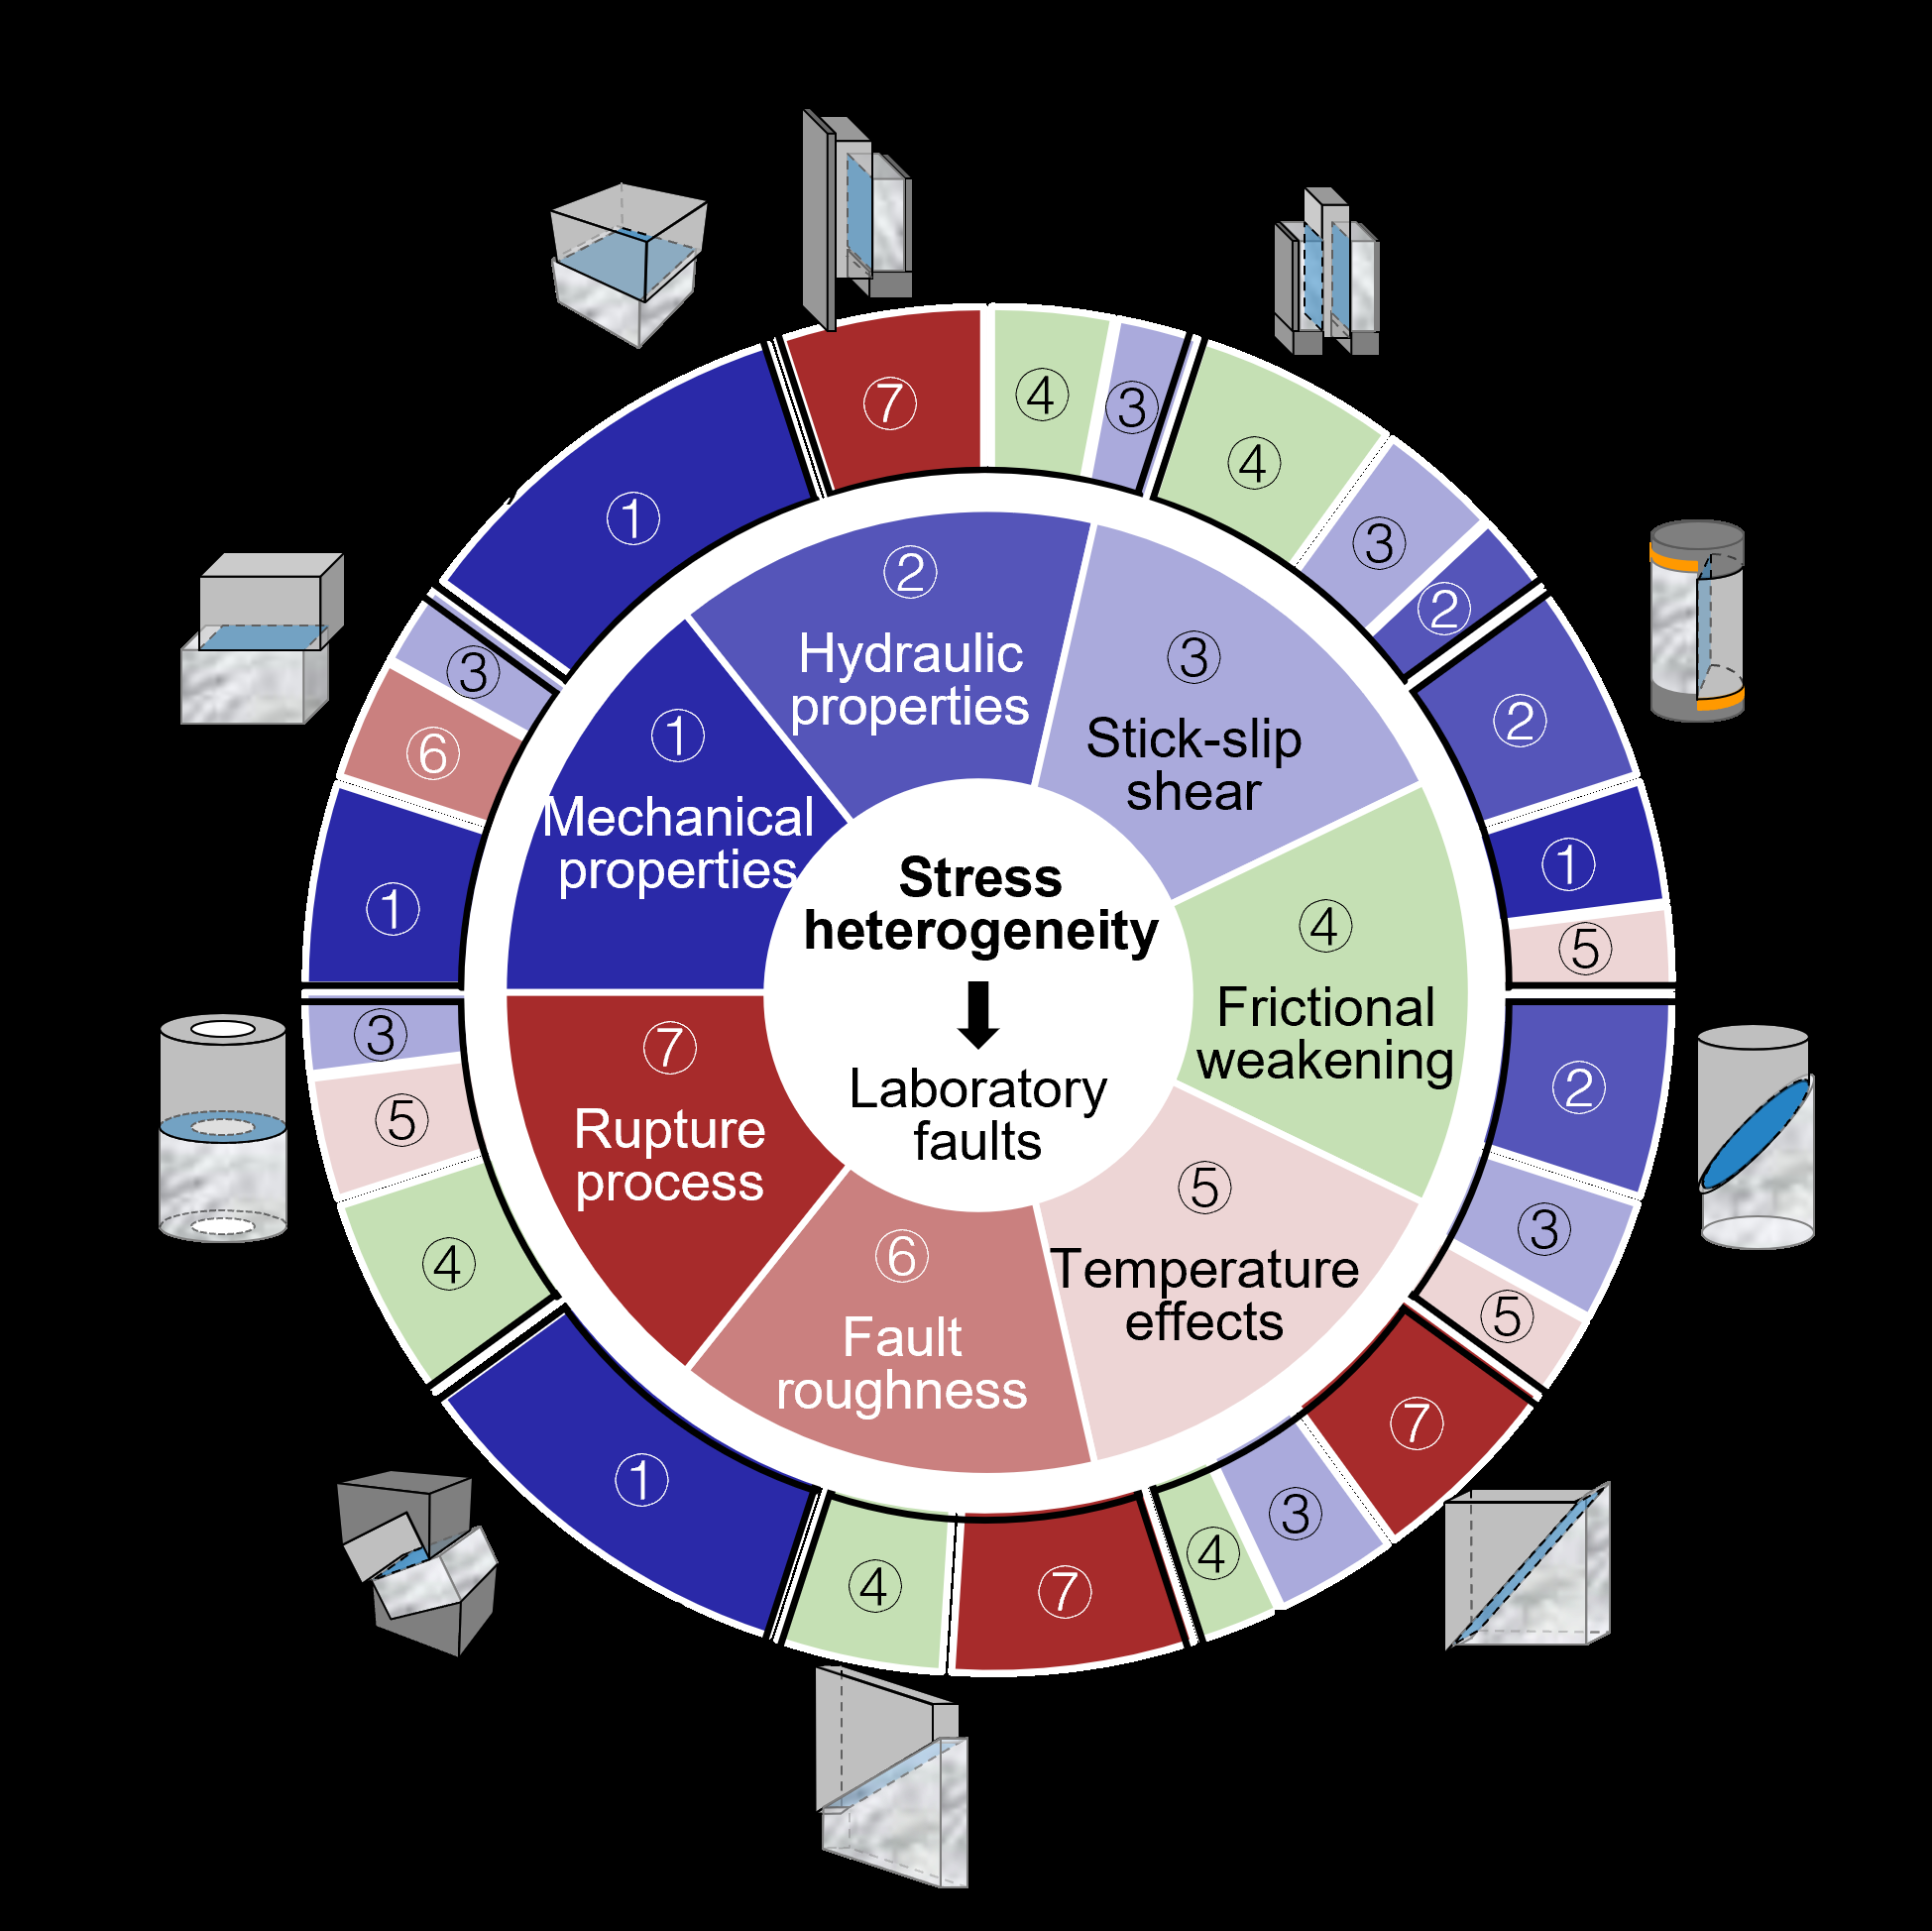 Stress
heterogeneity
Laboratory
faults
①
Mechanical
properties
②
Hydraulic
properties
③
Stick-slip
shear
④
Frictional
weakening
⑤
Temperature
effects
⑥
Fault
roughness
⑦
Rupture
process
⑦
④
③
④
③
②
②
①
⑤
②
③
⑤
⑦
③
④
⑦
④
①
④
⑤
③
①
⑥
③
①